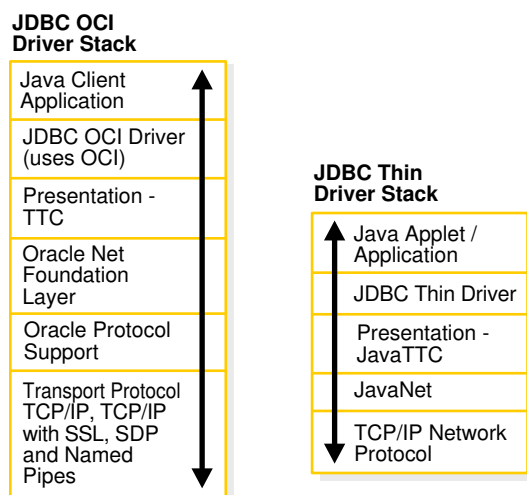 JDBC OCI
Driver Stack
Java Client
Application
JDBC OCI Driver
(uses OCI)
Presentation -
TTC
Oracle Net
Foundation
Layer
Oracle Protocol
Support
Transport Protocol
TCP/IP, TCP/IP
with SSL, SDP
and Named
Pipes
JDBC Thin
Driver Stack
Java Applet /
Application
JDBC Thin Driver
Presentation -
JavaTTC
JavaNet
TCP/IP Network
Protocol